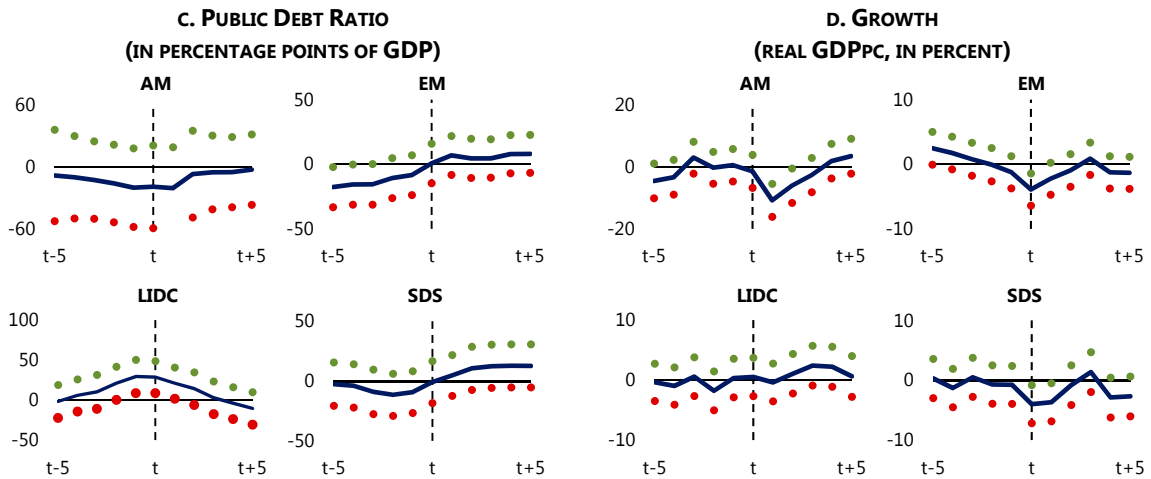 C. PUBLIC DEBT RATIO
(IN PERCENTAGE POINTS OF GDP)
AM
60
0
-60
t-5 t t+5
EM
50
0
-50
t-5 t t+5
LIDC
100
50
0
-50
t-5 t t+5
SDS
50
0
-50
t-5 t t+5
D. GROWTH
(REAL GDPPC, IN PERCENT)
AM
20
0
-20
t-5 t t+5
EM
10
0
-10
t-5 t t+5
LIDC
10
0
-10
t-5 t t+5
SDS
10
0
-10
t-5 t t+5